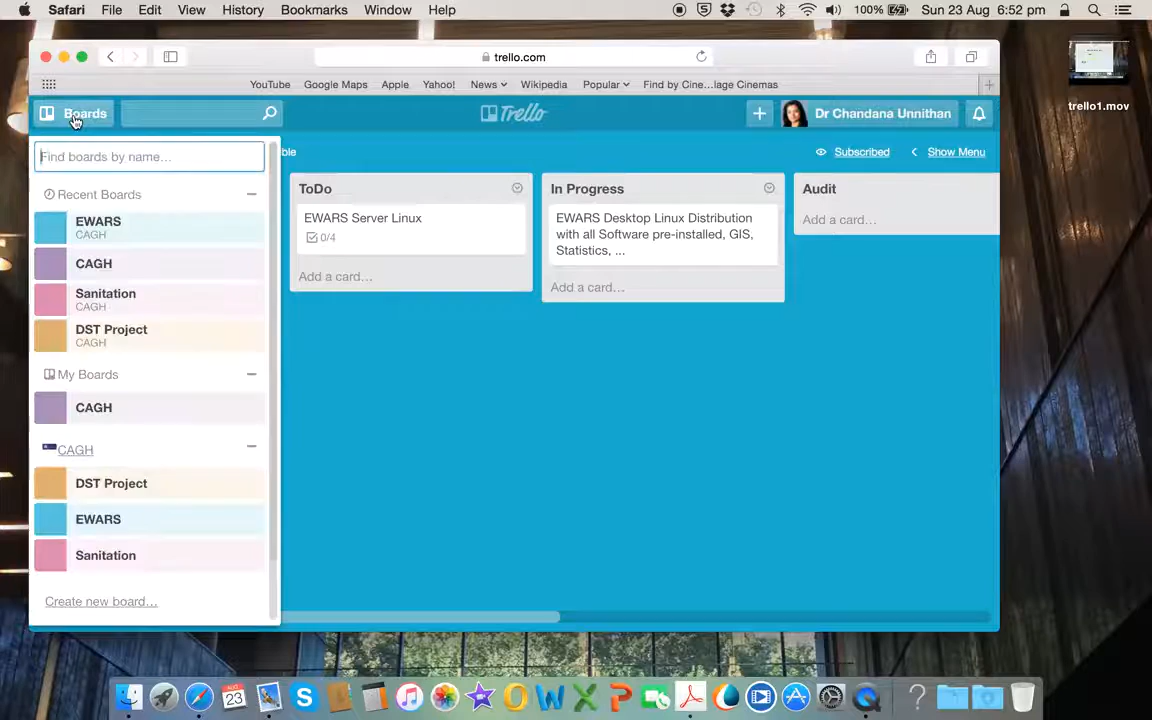 Safari File Edit View History Bookmarks Window Help 100% Sun 23 Aug 6:52 pm
trello.com
YouTube Google Maps Apple Yahoo! News Wikipedia Popular Find by Cine...lage Cinemas
trello1.mov
Boards Trello Dr Chandana Unnithan
ible Subscribed Show Menu
Find boards by name...
Recent Boards
EWARS
CAGH
CAGH
Sanitation
CAGH
DST Project
CAGH
My Boards
CAGH
CAGH
DST Project
EWARS
Sanitation
Create new board...
ToDo
EWARS Server Linux
0/4
Add a card...
In Progress
EWARS Desktop Linux Distribution
with all Software pre-installed, GIS,
Statistics, ...
Add a card...
Audit
Add a card...